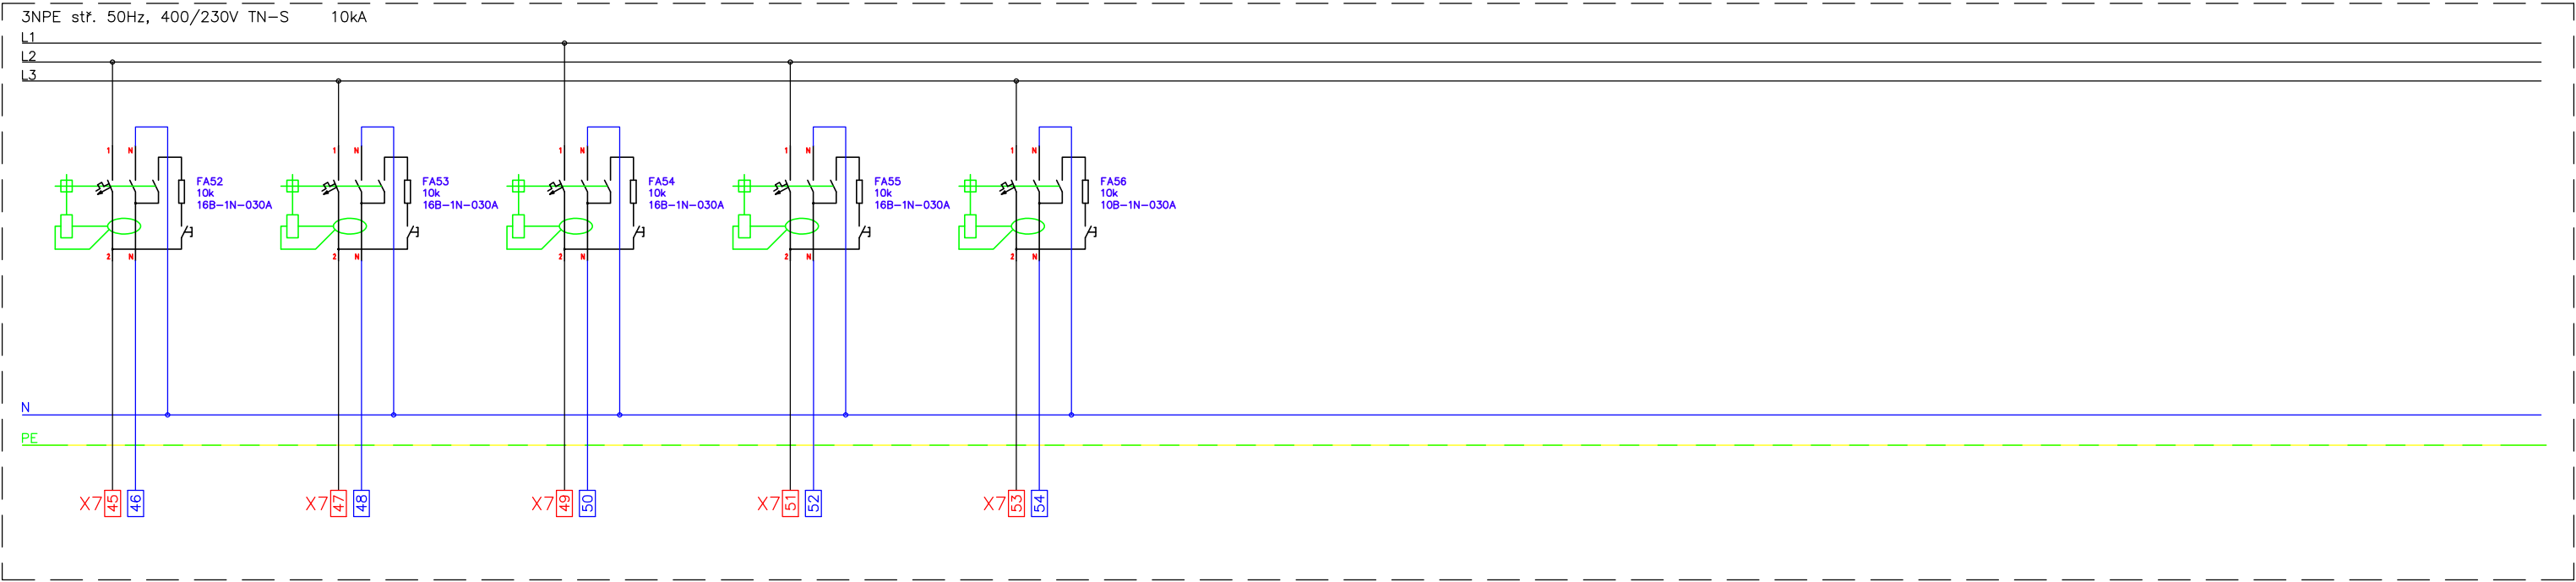 3NPE stř. 50Hz, 400/230V TN-S 10kA
L1
L2
L3
1 N
1 N
1 N
1 N
1 N
FA52
10k
16B-1N-030A
FA53
10k
16B-1N-030A
FA54
10k
16B-1N-030A
FA55
10k
16B-1N-030A
FA56
10k
10B-1N-030A
2 N
2 N
2 N
2 N
2 N
N
PE
X7 45 46
X7 47 48
X7 49 50
X7 51 52
X7 53 54